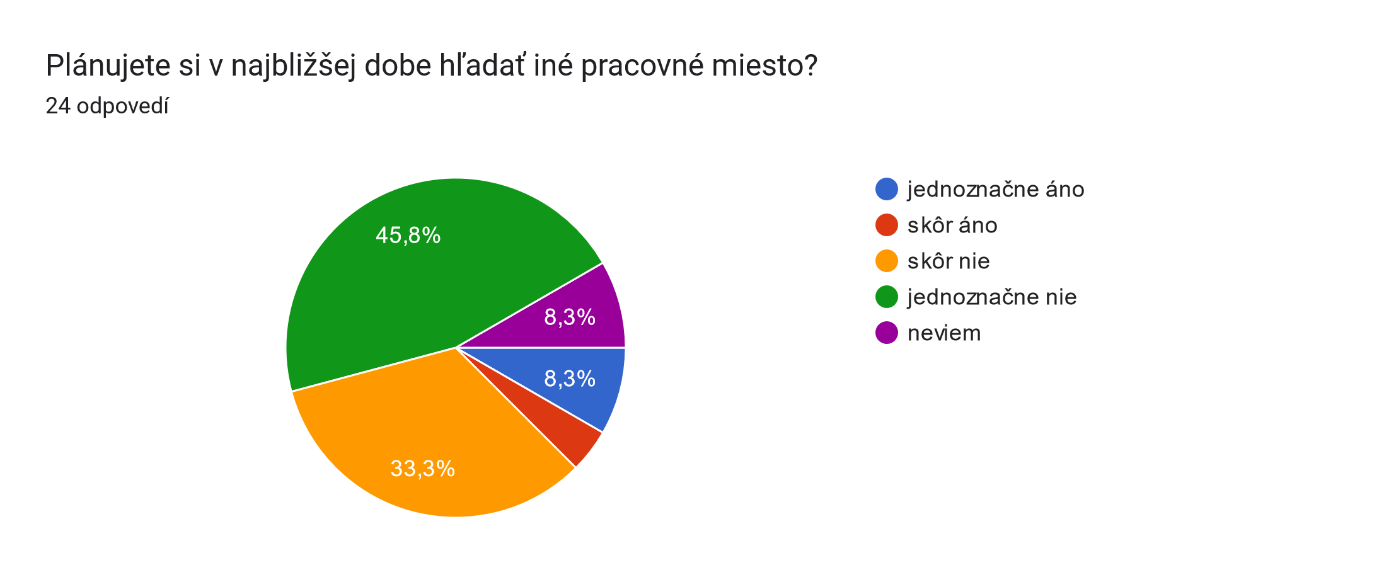 Plánujete si v najbližšej dobe hľadať iné pracovné miesto?
24 odpovedí
45,8%
8,3%
8,3%
33,3%
jednoznačne áno
skôr áno
skôr nie
jednoznačne nie
neviem